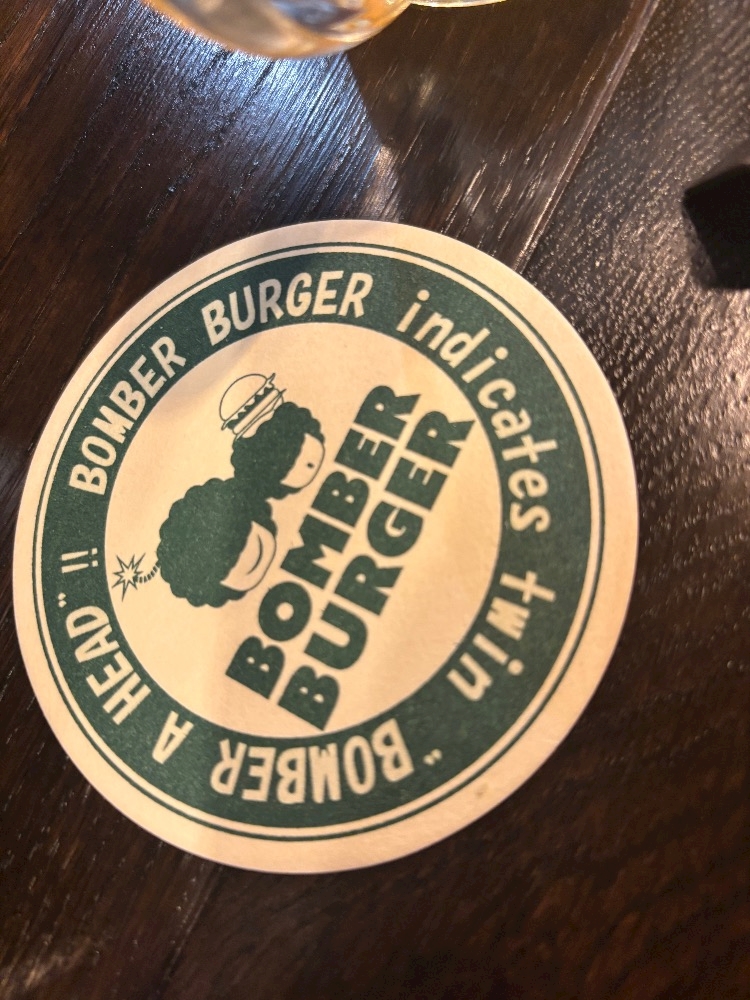 BOMBER BURGER indicates twin "BOMBER A HEAD" !!
BOMBER
BURGER